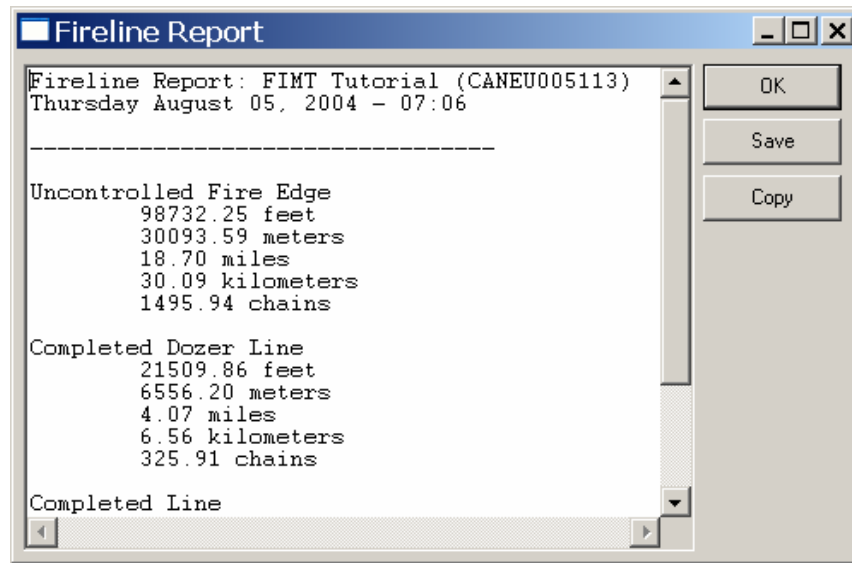 Fireline Report
Fireline Report: FIMT Tutorial (CANEU005113)
Thursday August 05, 2004 - 07:06
----------------------------------
Uncontrolled Fire Edge
98732.25 feet
30093.59 meters
18.70 miles
30.09 kilometers
1495.94 chains
Completed Dozer Line
21509.86 feet
6556.20 meters
4.07 miles
6.56 kilometers
325.91 chains
Completed Line
OK
Save
Copy